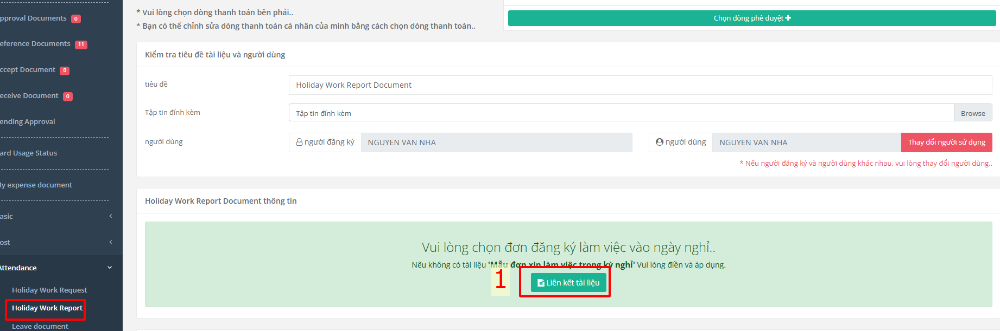 pproval Documents 0
eference Documents 11
ccept Document 0
eceive Document 0
ending Approval
ard Usage Status
ly expense document
asic
ost
Attendance
Holiday Work Request
Holiday Work Report
Leave document
* Vui lòng chọn dòng thanh toán bên phải..
* Bạn có thể chỉnh sửa dòng thanh toán cá nhân của mình bằng cách chọn dòng thanh toán..
Chọn dòng phê duyệt
Kiểm tra tiêu đề tài liệu và người dùng
tiêu đề
Holiday Work Report Document
Tập tin đính kèm
Tập tin đính kèm
Browse
người dùng
người đăng ký
NGUYEN VAN NHA
người dùng
NGUYEN VAN NHA
Thay đổi người sử dụng
* Nếu người đăng ký và người dùng khác nhau, vui lòng thay đổi người dùng..
Holiday Work Report Document thông tin
Vui lòng chọn đơn đăng ký làm việc vào ngày nghỉ..
Nếu không có tài liệu 'Mẫu đơn xin làm việc trong kỳ nghỉ' Vui lòng điền và áp dụng.
1
Liên kết tài liệu